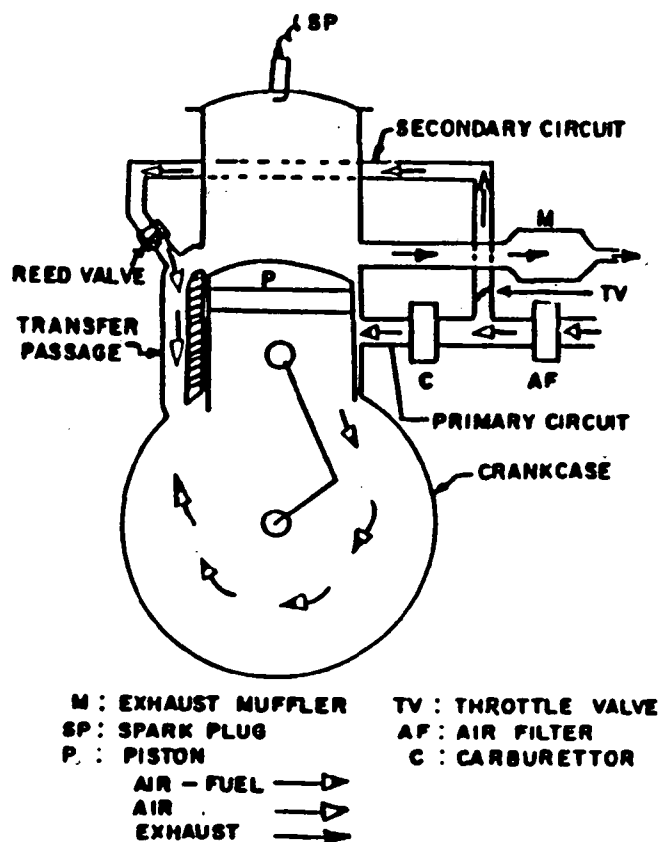 SP
SECONDARY CIRCUIT
M
REED VALVE
P
TV
TRANSFER
PASSAGE
C
AF
PRIMARY CIRCUIT
CRANKCASE
M : EXHAUST MUFFLER
TV : THROTTLE VALVE
SP : SPARK PLUG
AF : AIR FILTER
P : PISTON
C : CARBURETTOR
AIR - FUEL
AIR
EXHAUST